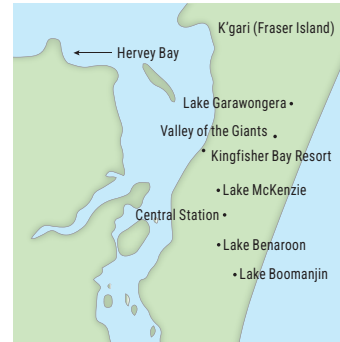 K'gari (Fraser Island)
Hervey Bay
Lake Garawongera
Valley of the Giants
Kingfisher Bay Resort
Lake McKenzie
Central Station
Lake Benaroon
Lake Boomanjin